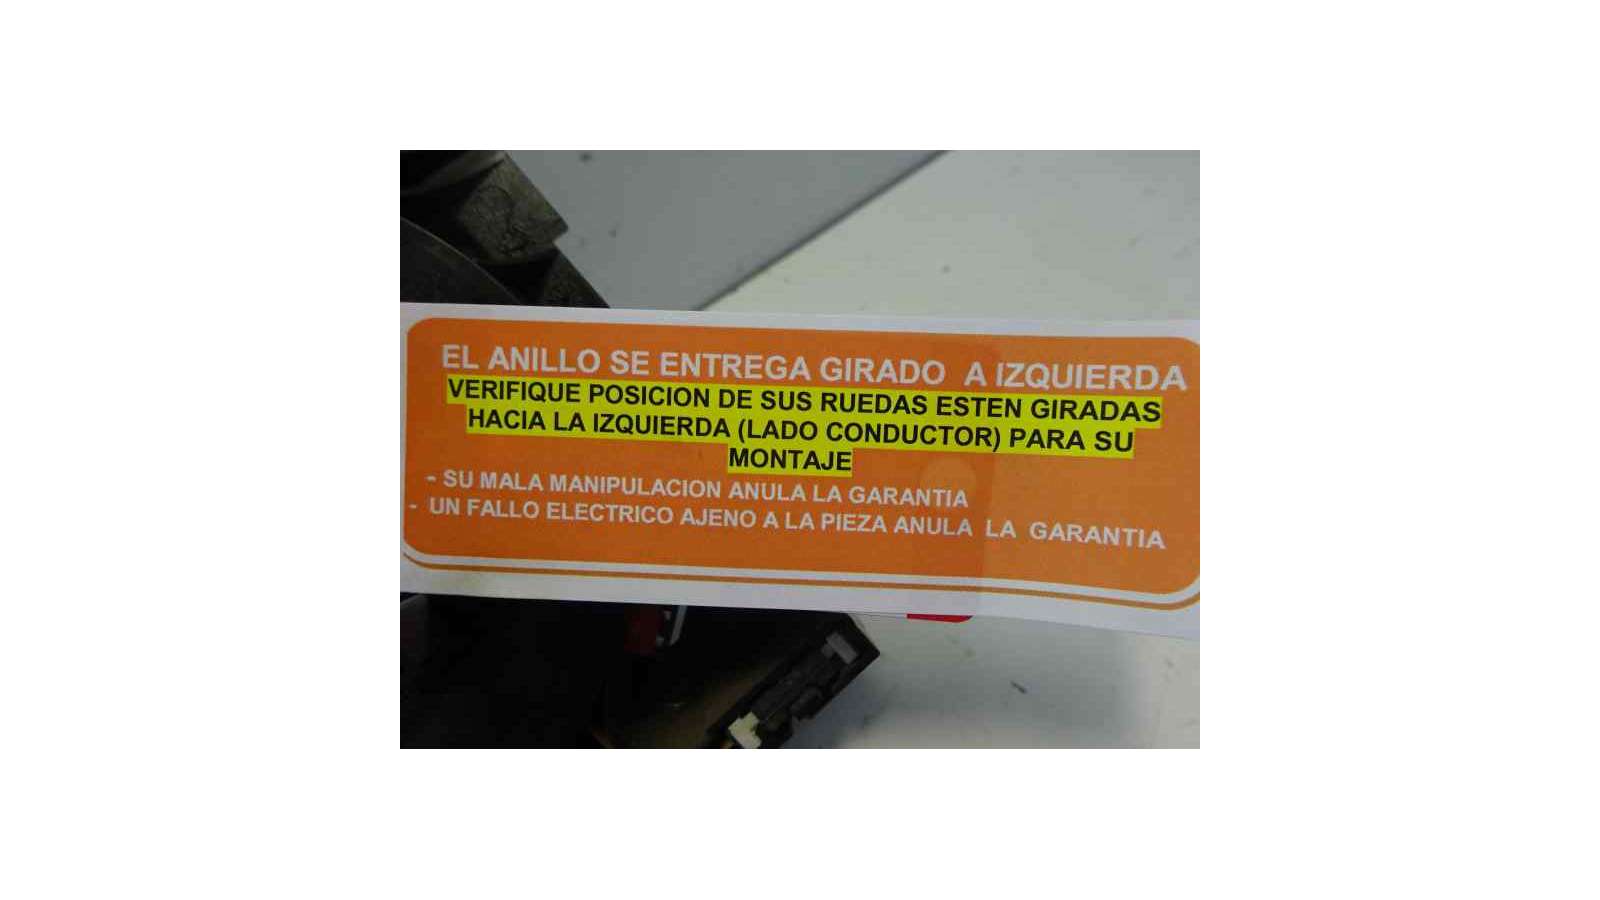 EL ANILLO SE ENTREGA GIRADO A IZQUIERDA
VERIFIQUE POSICION DE SUS RUEDAS ESTEN GIRADAS
HACIA LA IZQUIERDA (LADO CONDUCTOR) PARA SU
MONTAJE
- SU MALA MANIPULACION ANULA LA GARANTIA
- UN FALLO ELECTRICO AJENO A LA PIEZA ANULA LA GARANTIA